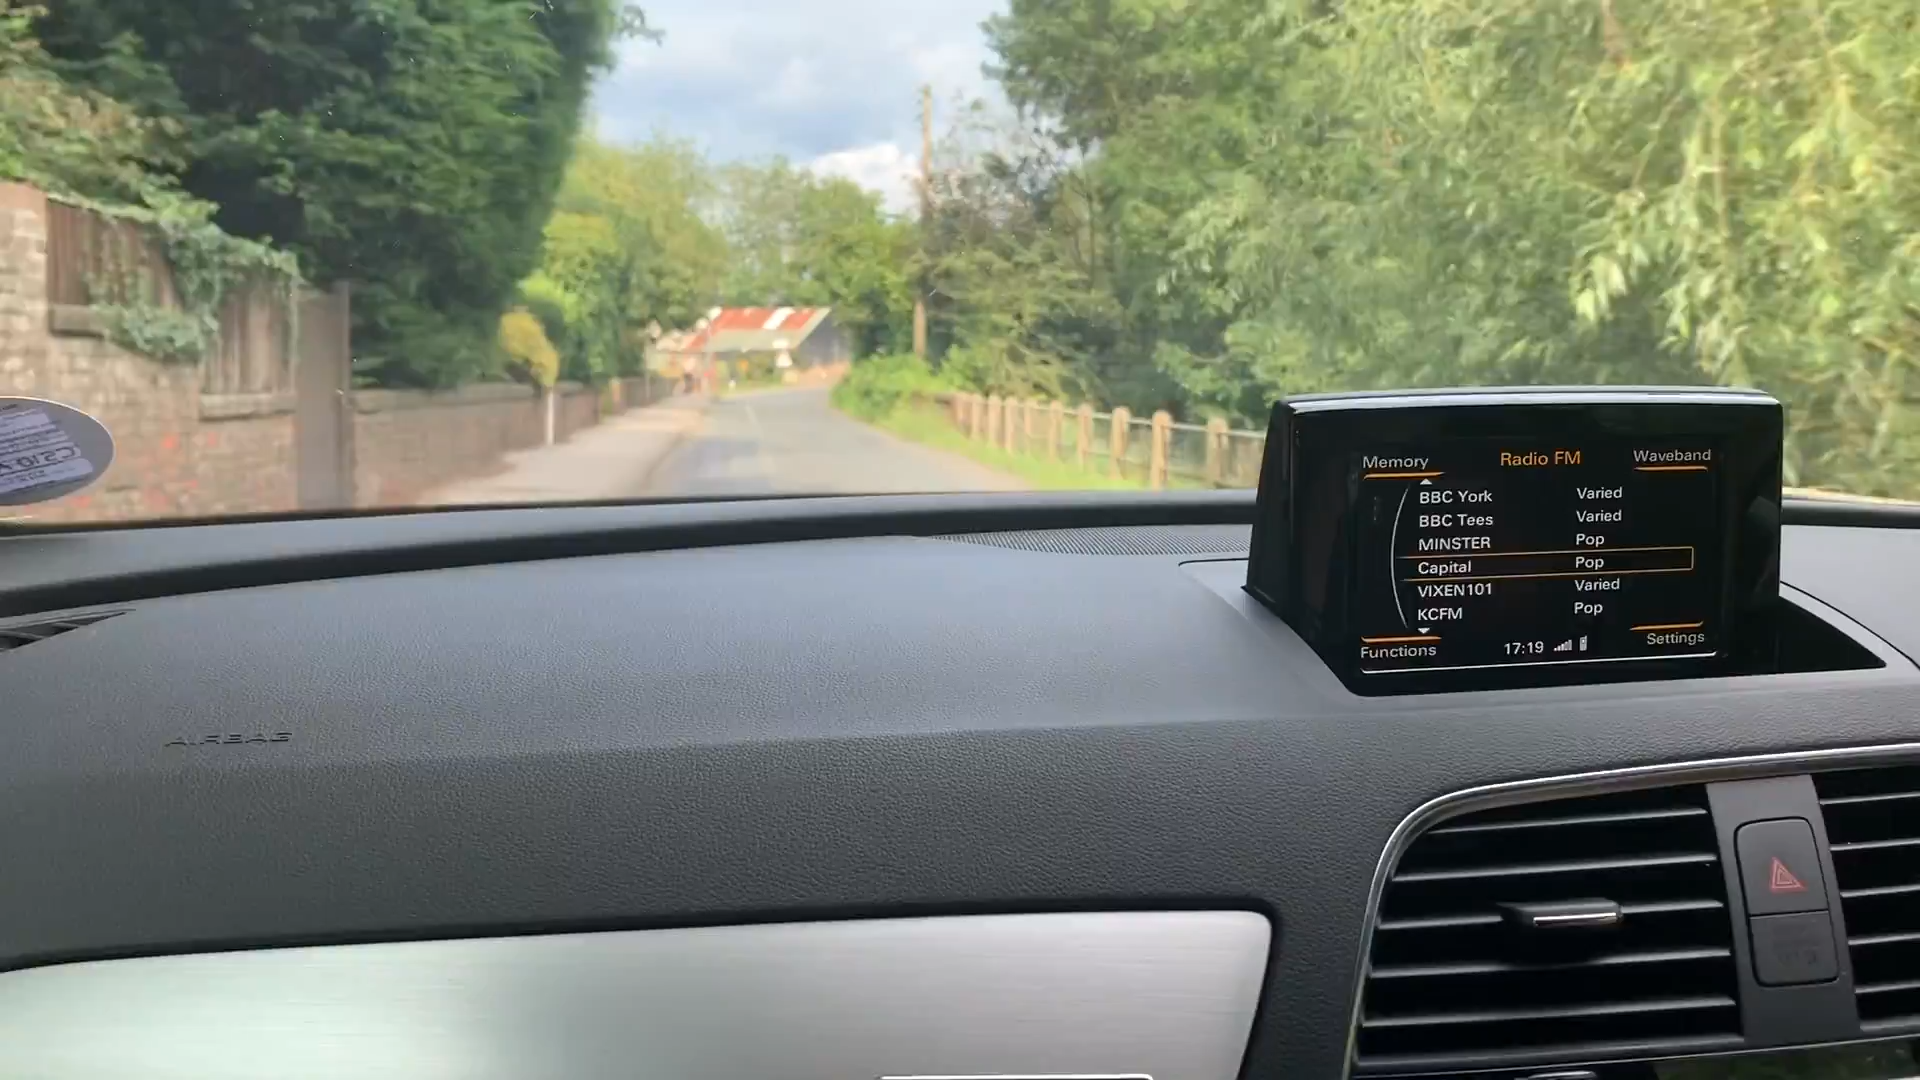 Memory Radio FM Waveband
BBC York Varied
BBC Tees Varied
MINSTER Pop
Capital Pop
VIXEN101 Varied
KCFM Pop
Functions 17:19 Settings
AIRBAG